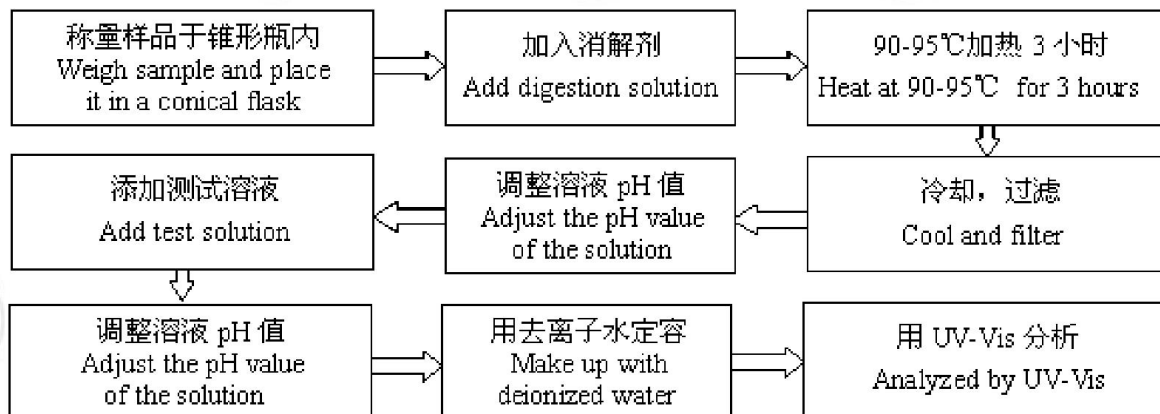 称量样品于锥形瓶内
Weigh sample and place
it in a conical flask
加入消解剂
Add digestion solution
90-95℃加热 3 小时
Heat at 90-95℃ for 3 hours
冷却，过滤
Cool and filter
调整溶液 pH 值
Adjust the pH value
of the solution
添加测试溶液
Add test solution
调整溶液 pH 值
Adjust the pH value
of the solution
用去离子水定容
Make up with
deionized water
用 UV-Vis 分析
Analyzed by UV-Vis